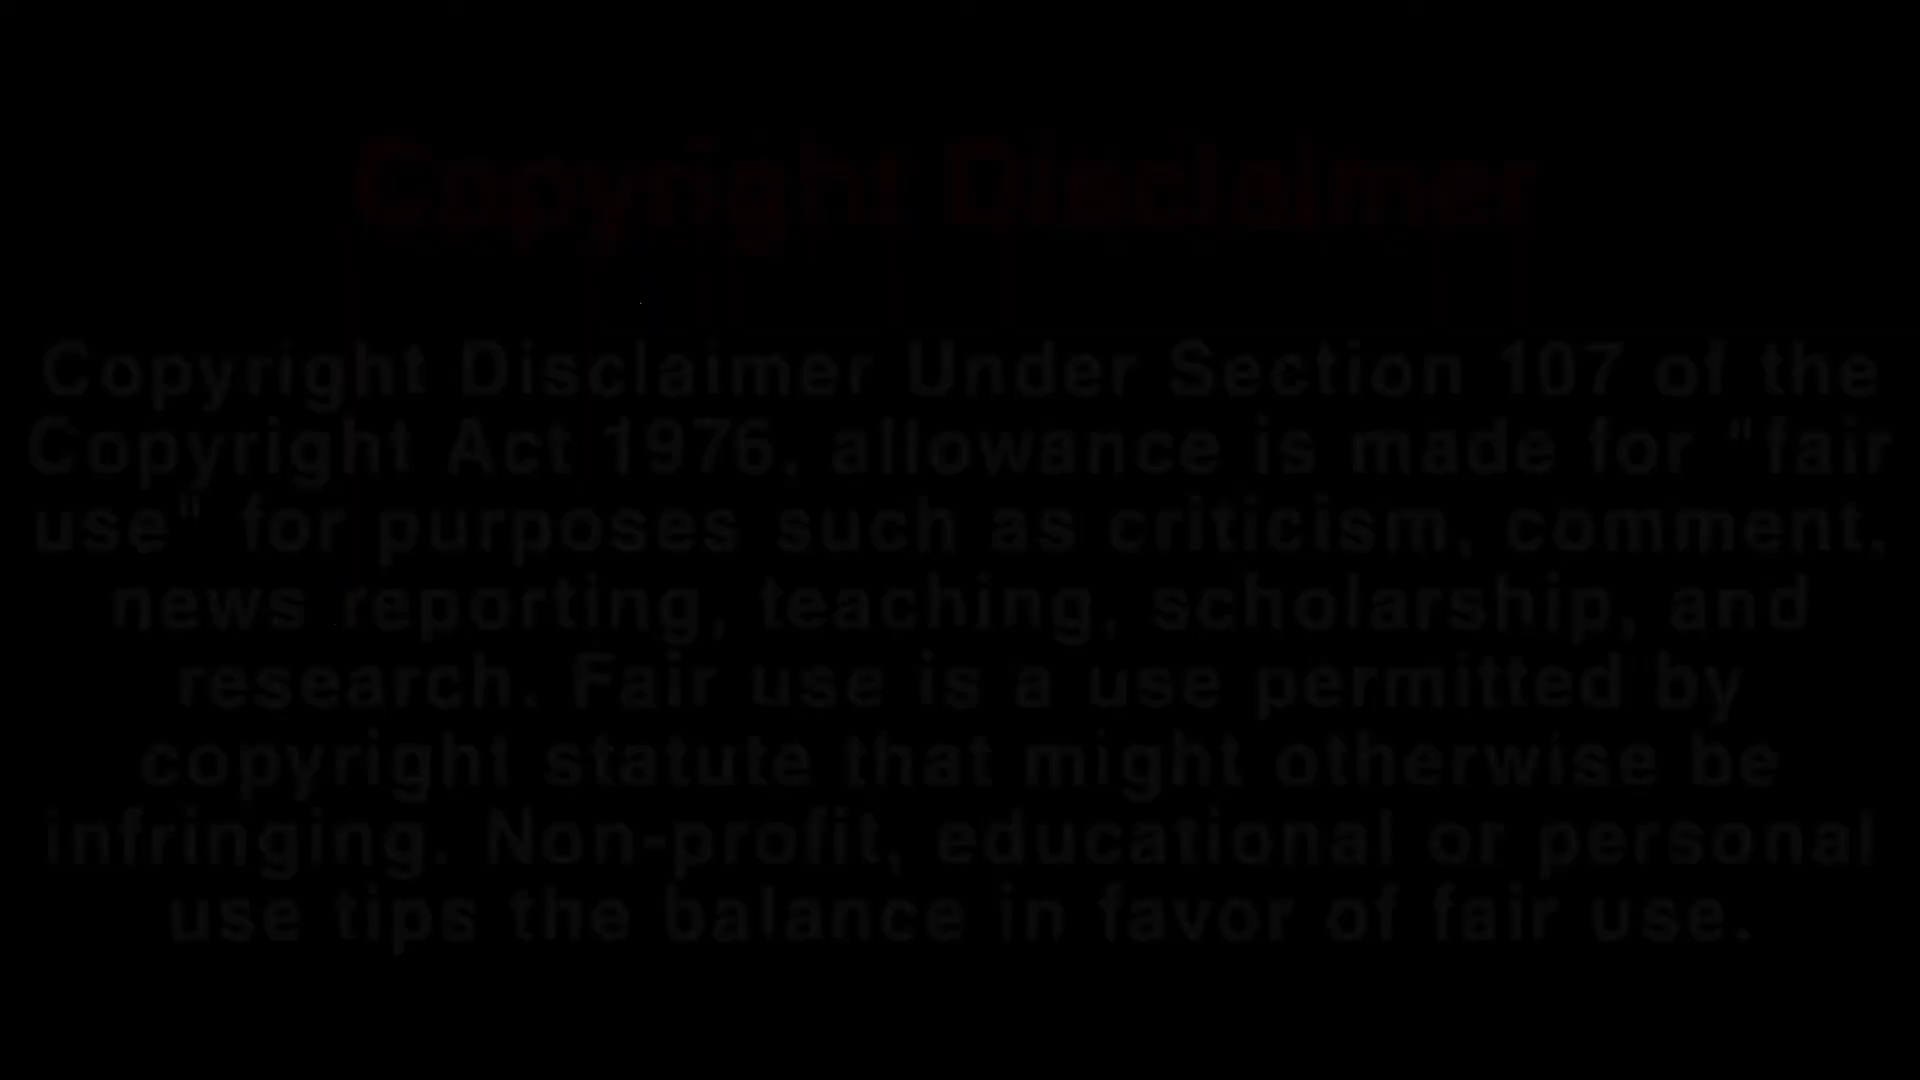 Copyright Disclaimer
Copyright Disclaimer Under Section 107 of the
Copyright Act 1976, allowance is made for "fair
use" for purposes such as criticism, comment,
news reporting, teaching, scholarship, and
research. Fair use is a use permitted by
copyright statute that might otherwise be
infringing. Non-profit, educational or personal
use tips the balance in favor of fair use.